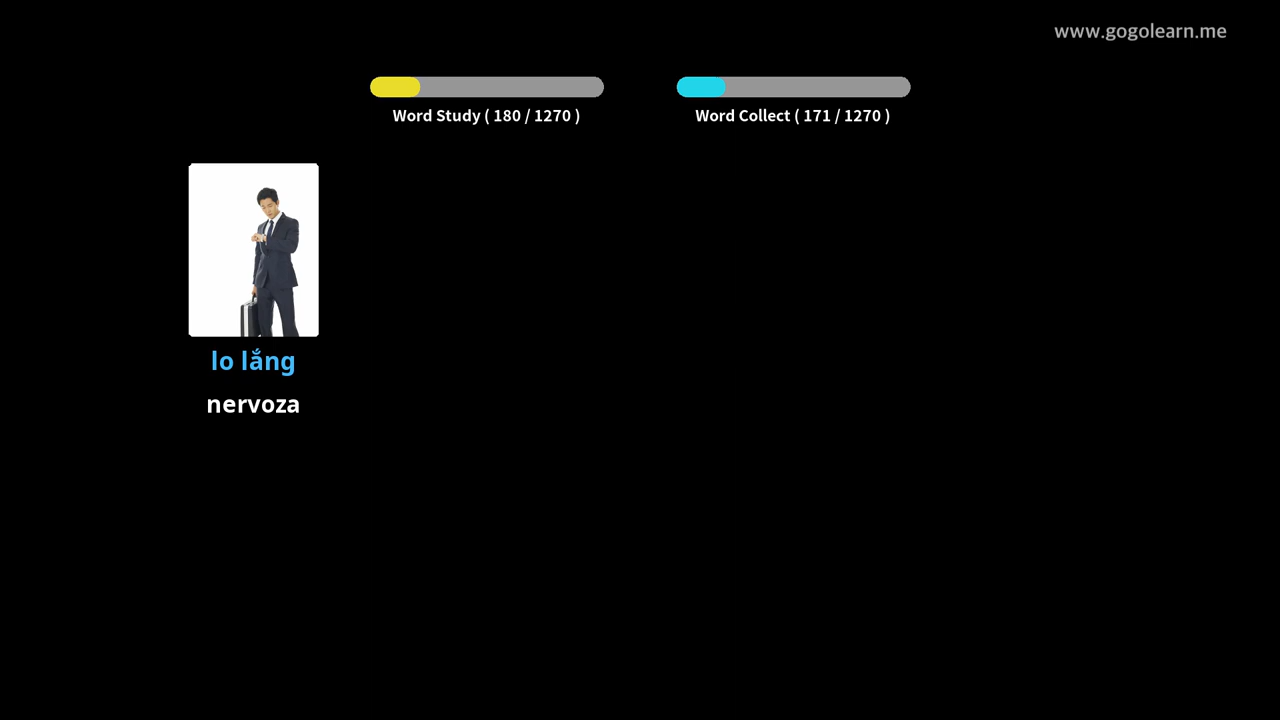 www.gogolearn.me
Word Study ( 180 / 1270 )
Word Collect ( 171 / 1270 )
lo lắng
nervoza